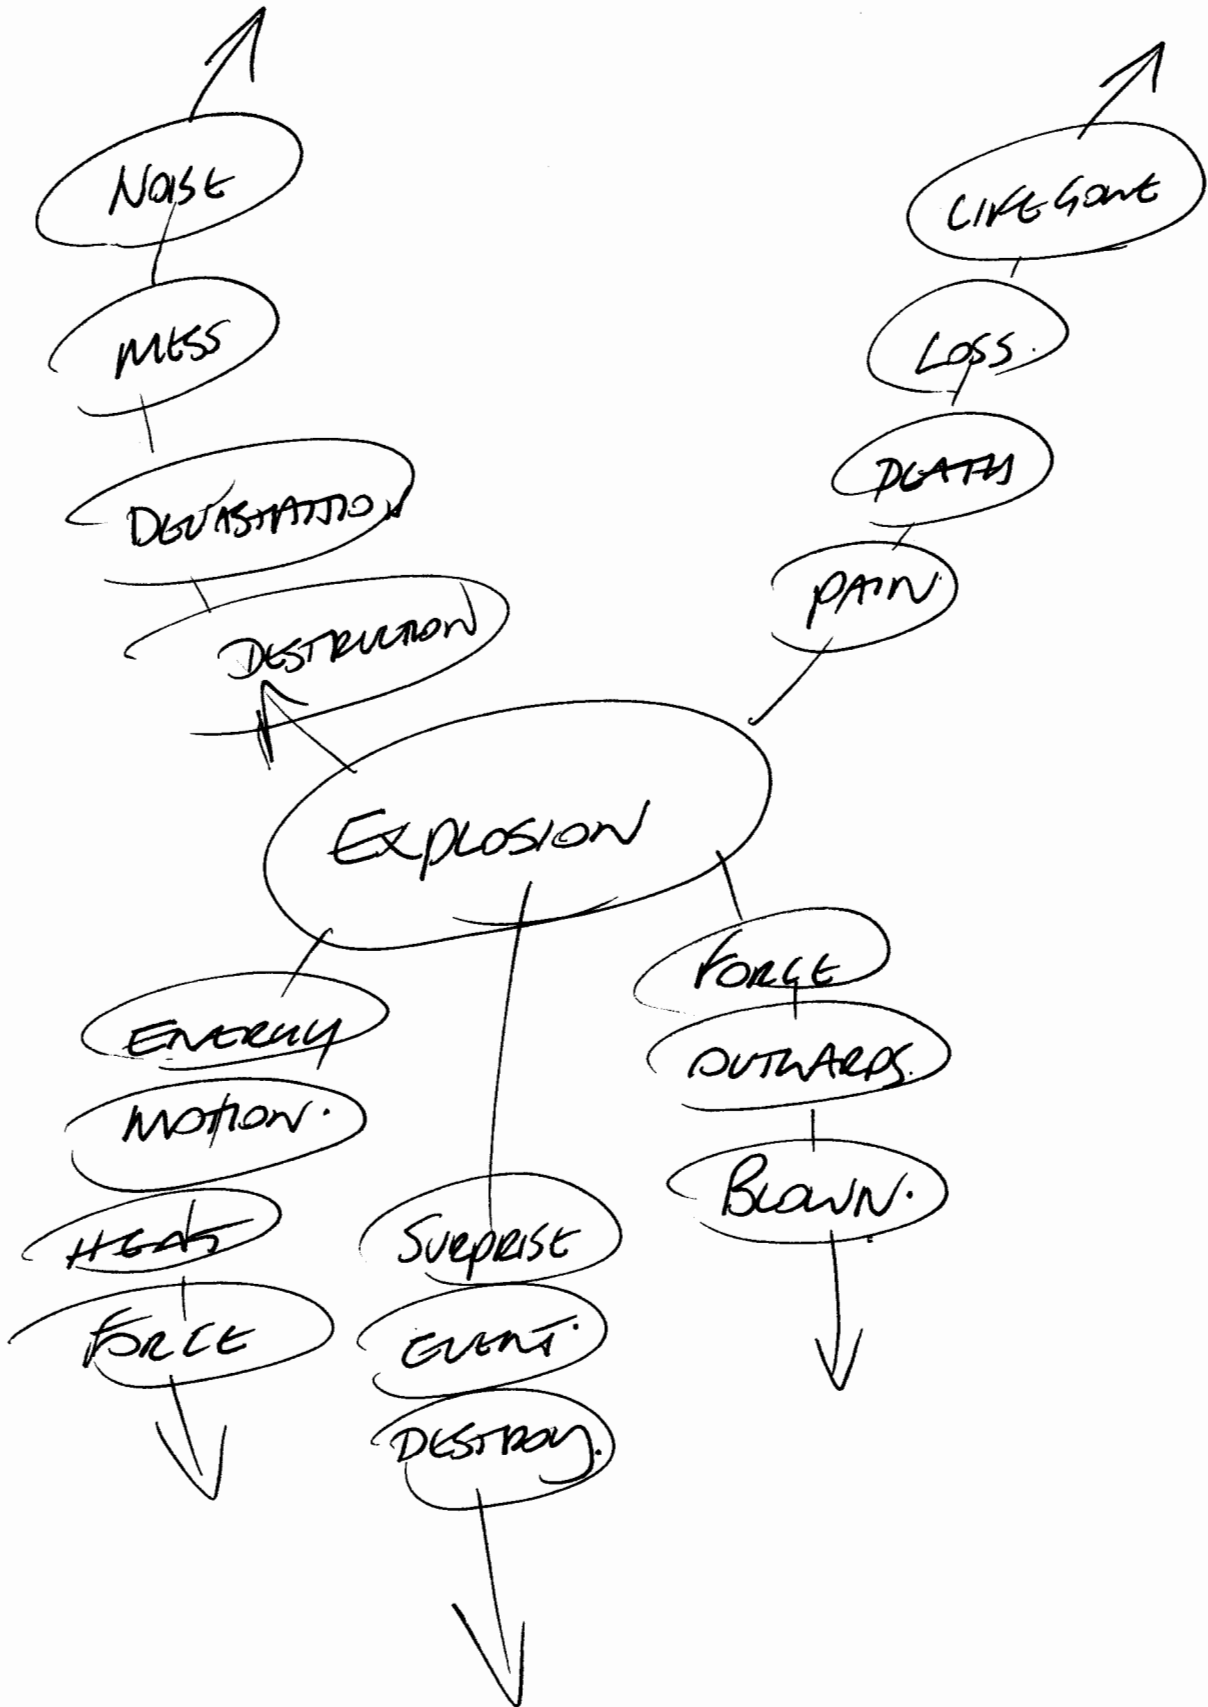 NOISE
LIFE GONE
MESS
LOSS.
DEATH
DEVASTATION
PAIN
DESTRUCTION
EXPLOSION
FORCE
ENERGY
OUTWARDS.
MOTION.
BLOWN.
HEAT
SURPRISE
FORCE
EVENT.
DESTROY.